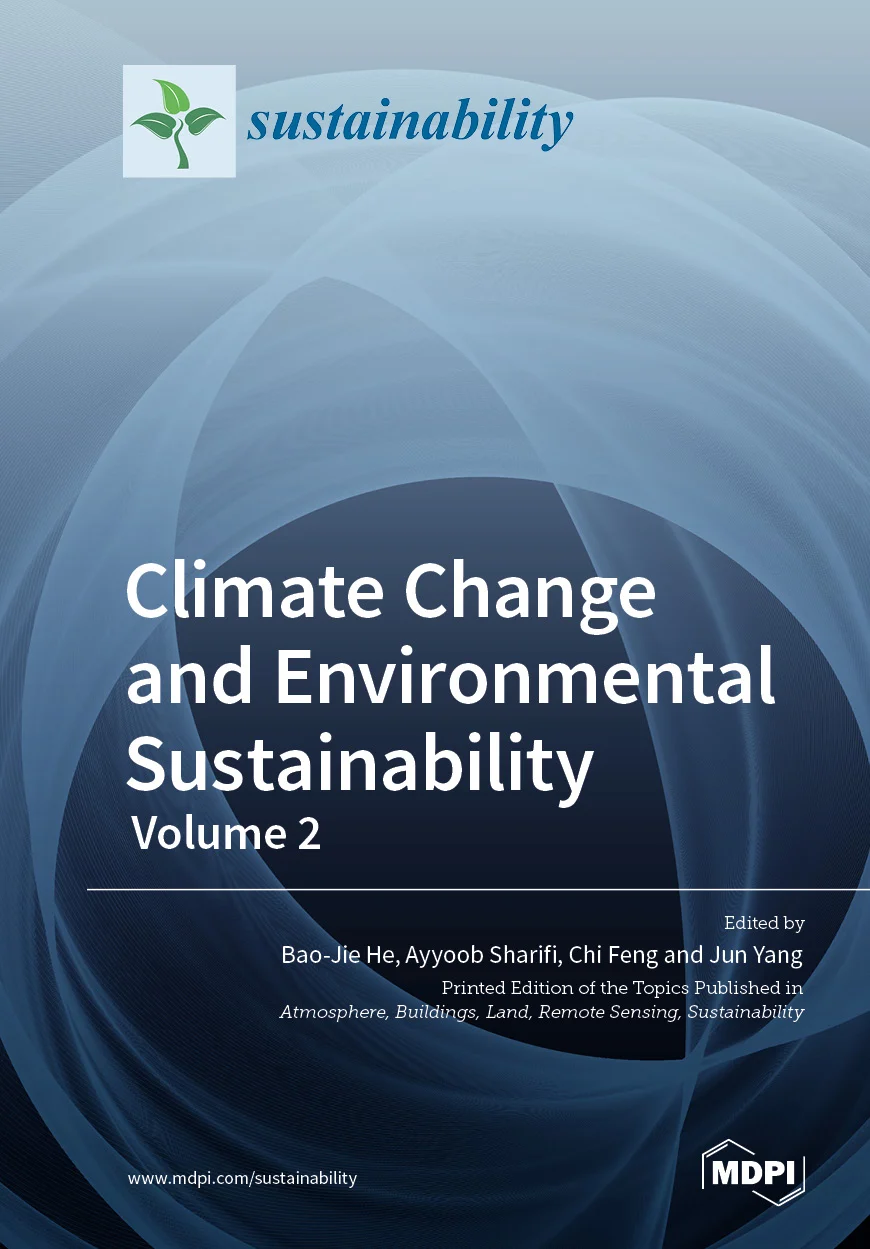 sustainability
Climate Change
and Environmental
Sustainability
Volume 2
Edited by
Bao-Jie He, Ayyoob Sharifi, Chi Feng and Jun Yang
Printed Edition of the Topics Published in
Atmosphere, Buildings, Land, Remote Sensing, Sustainability
www.mdpi.com/sustainability
MDPI